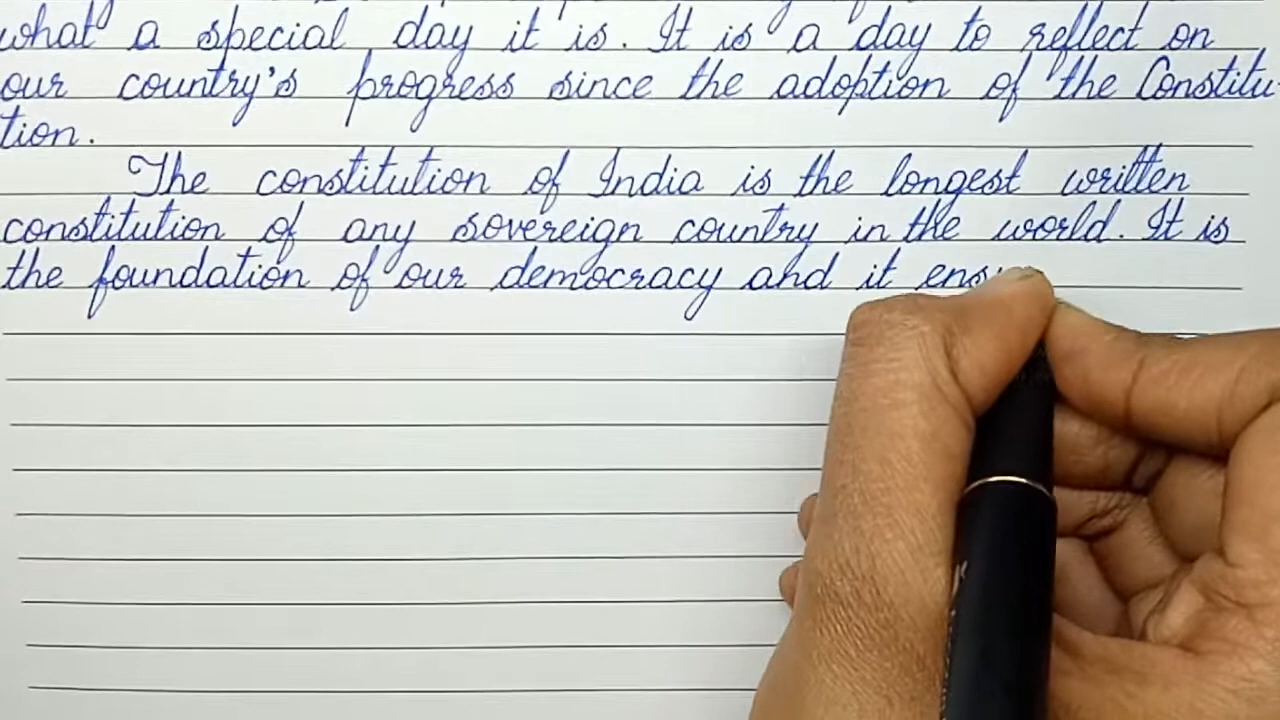 what a special day it is. It is a day to reflect on
our country's progress since the adoption of the Constitu-
tion.
The constitution of India is the longest written
constitution of any sovereign country in the world. It is
the foundation of our democracy and it